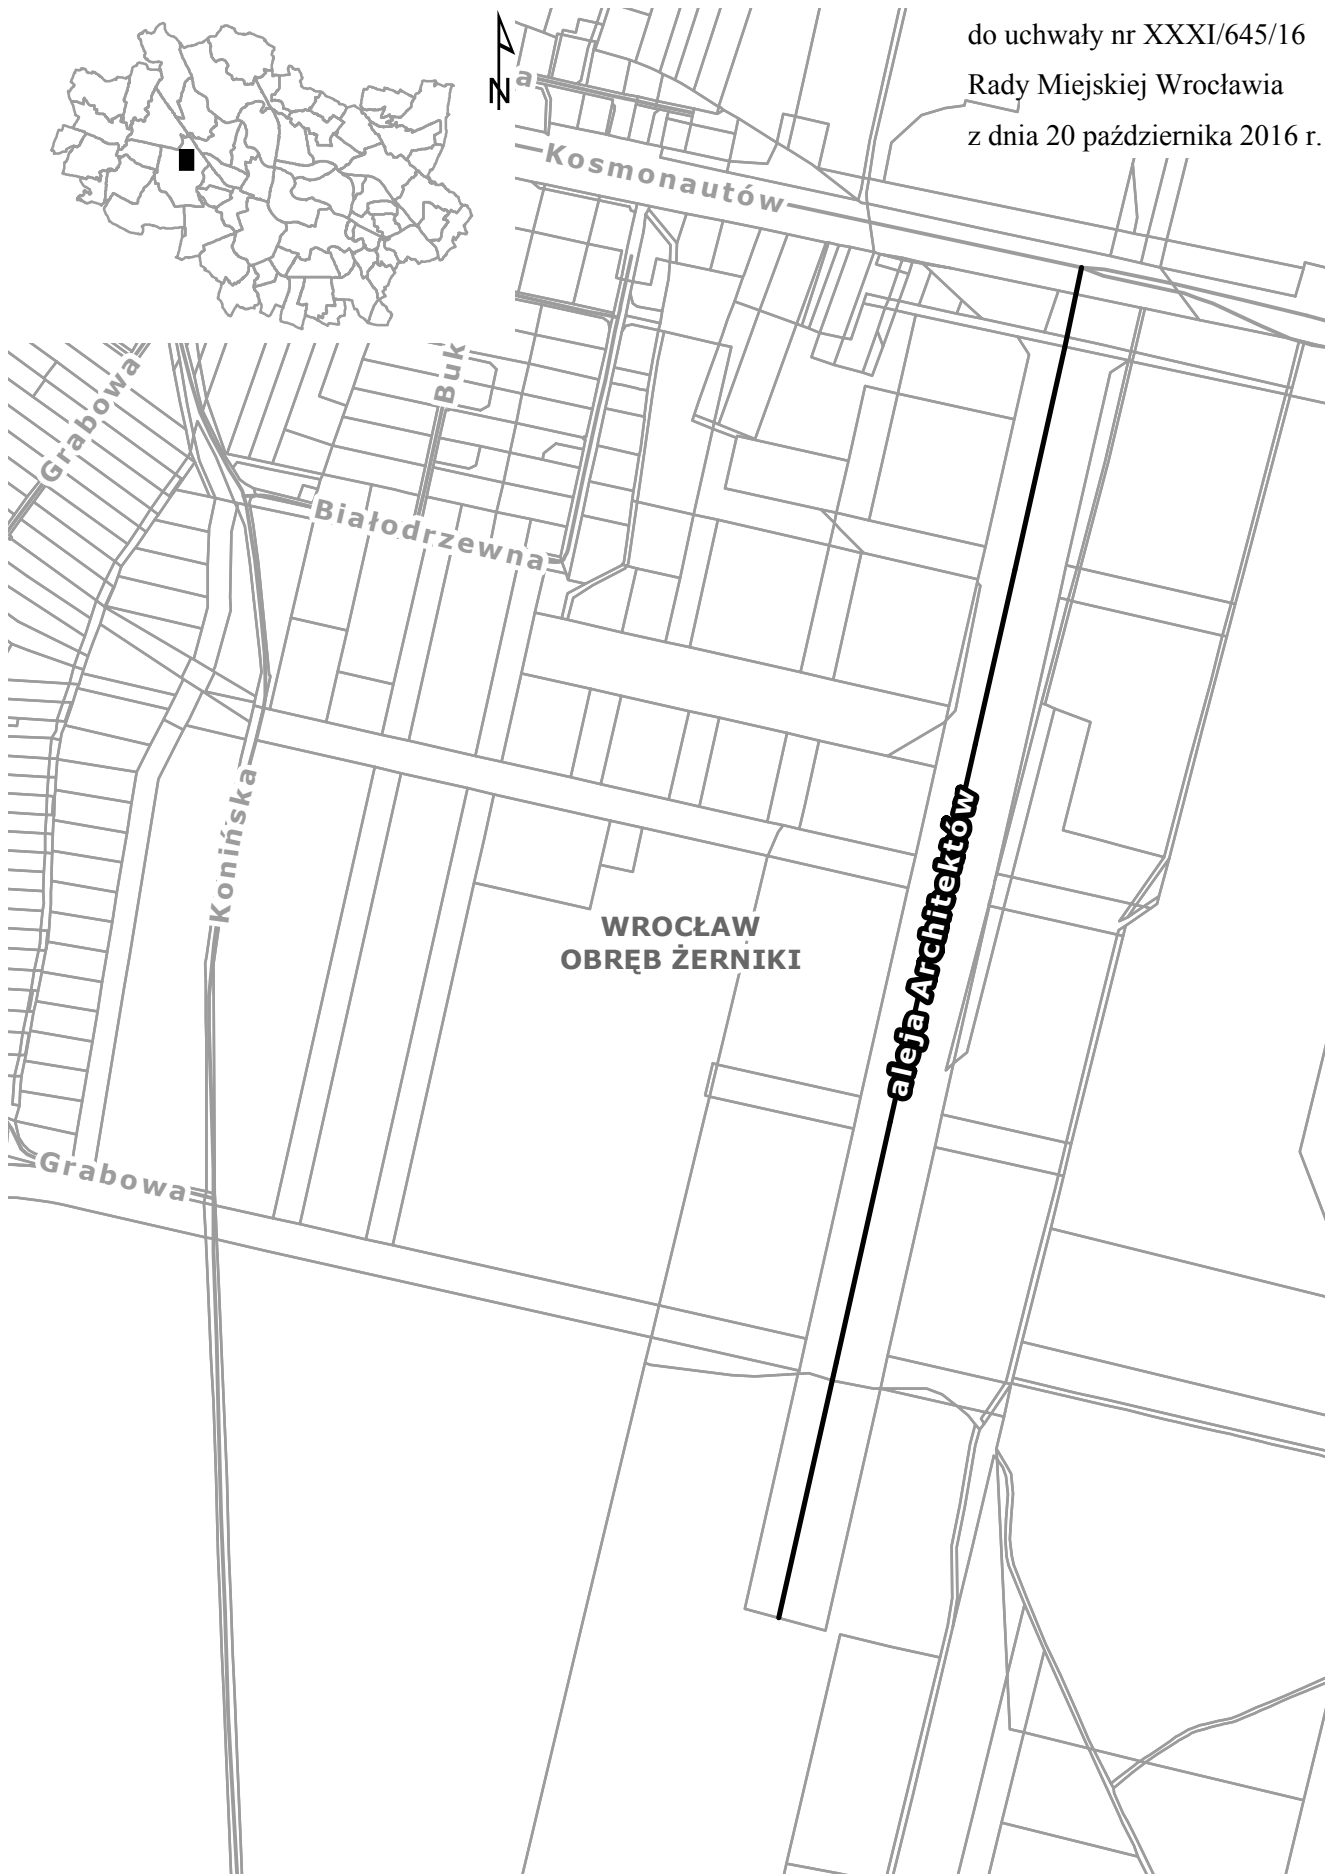 do uchwały nr XXXI/645/16
Rady Miejskiej Wrocławia
z dnia 20 października 2016 r.
N
a
Kosmonautów
Grabowa
Buk
Białodrzewna
Konińska
aleja Architektów
WROCŁAW
OBRĘB ŻERNIKI
Grabowa